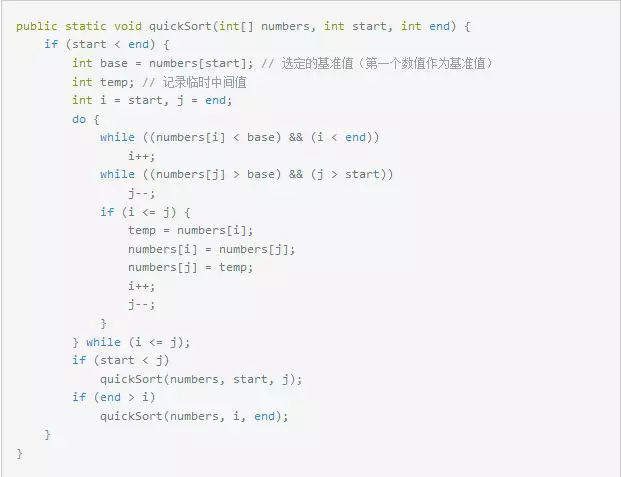 public static void quickSort(int[] numbers, int start, int end) {
    if (start < end) {
        int base = numbers[start]; // 选定的基准值（第一个数值作为基准值）
        int temp; // 记录临时中间值
        int i = start, j = end;
        do {
            while ((numbers[i] < base) && (i < end))
                i++;
            while ((numbers[j] > base) && (j > start))
                j--;
            if (i <= j) {
                temp = numbers[i];
                numbers[i] = numbers[j];
                numbers[j] = temp;
                i++;
                j--;
            }
        } while (i <= j);
        if (start < j)
            quickSort(numbers, start, j);
        if (end > i)
            quickSort(numbers, i, end);
    }
}